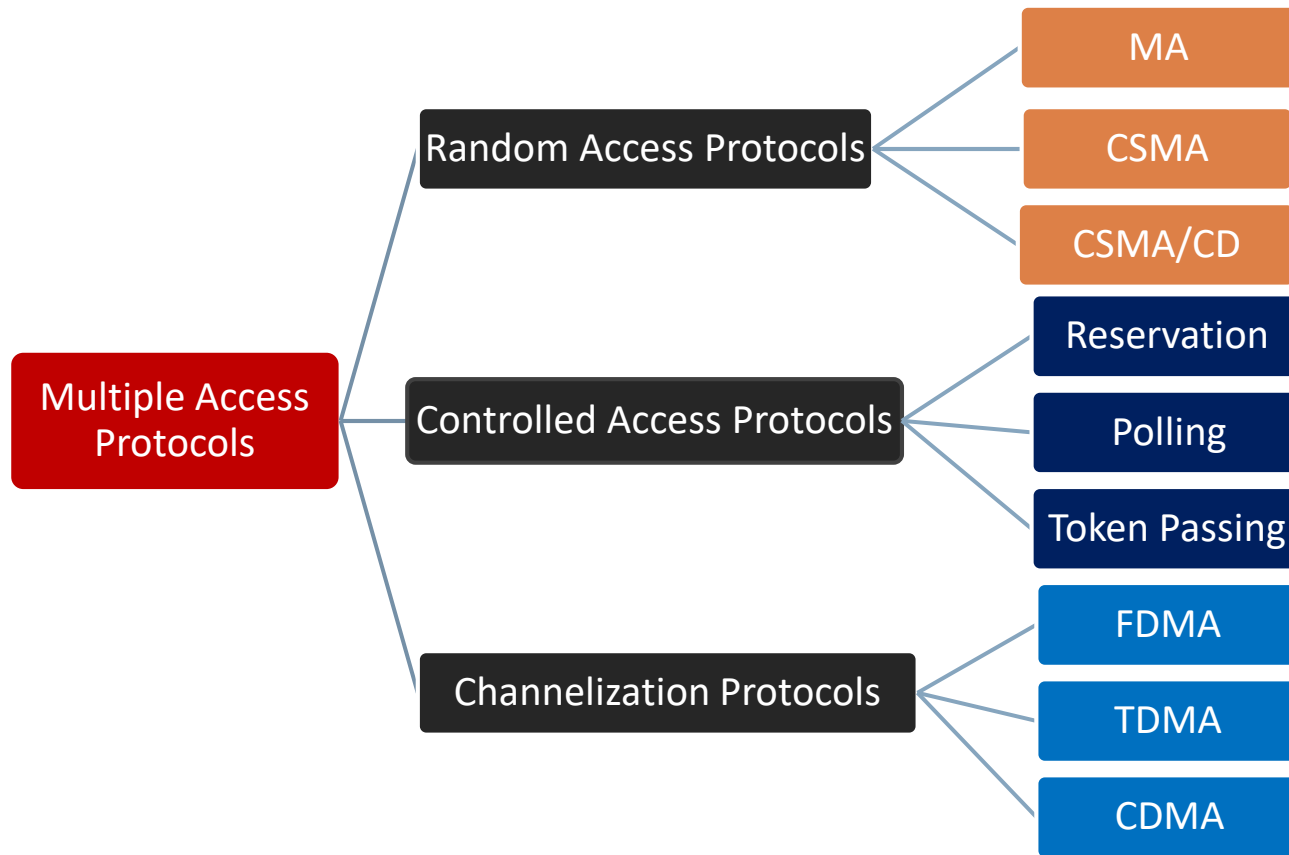 Multiple Access
Protocols
Random Access Protocols
MA
CSMA
CSMA/CD
Controlled Access Protocols
Reservation
Polling
Token Passing
Channelization Protocols
FDMA
TDMA
CDMA